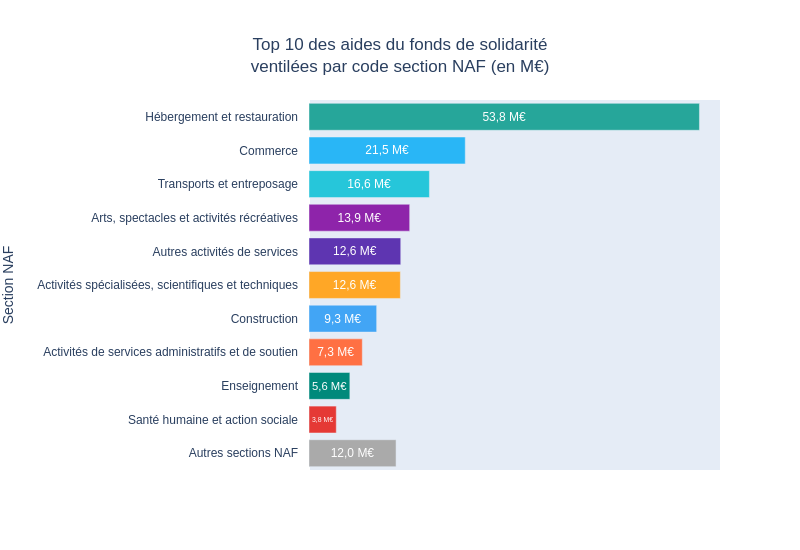 Top 10 des aides du fonds de solidarité
ventilées par code section NAF (en M€)
Section NAF
Hébergement et restauration 53,8 M€
Commerce 21,5 M€
Transports et entreposage 16,6 M€
Arts, spectacles et activités récréatives 13,9 M€
Autres activités de services 12,6 M€
Activités spécialisées, scientifiques et techniques 12,6 M€
Construction 9,3 M€
Activités de services administratifs et de soutien 7,3 M€
Enseignement 5,6 M€
Santé humaine et action sociale 3,8 M€
Autres sections NAF 12,0 M€